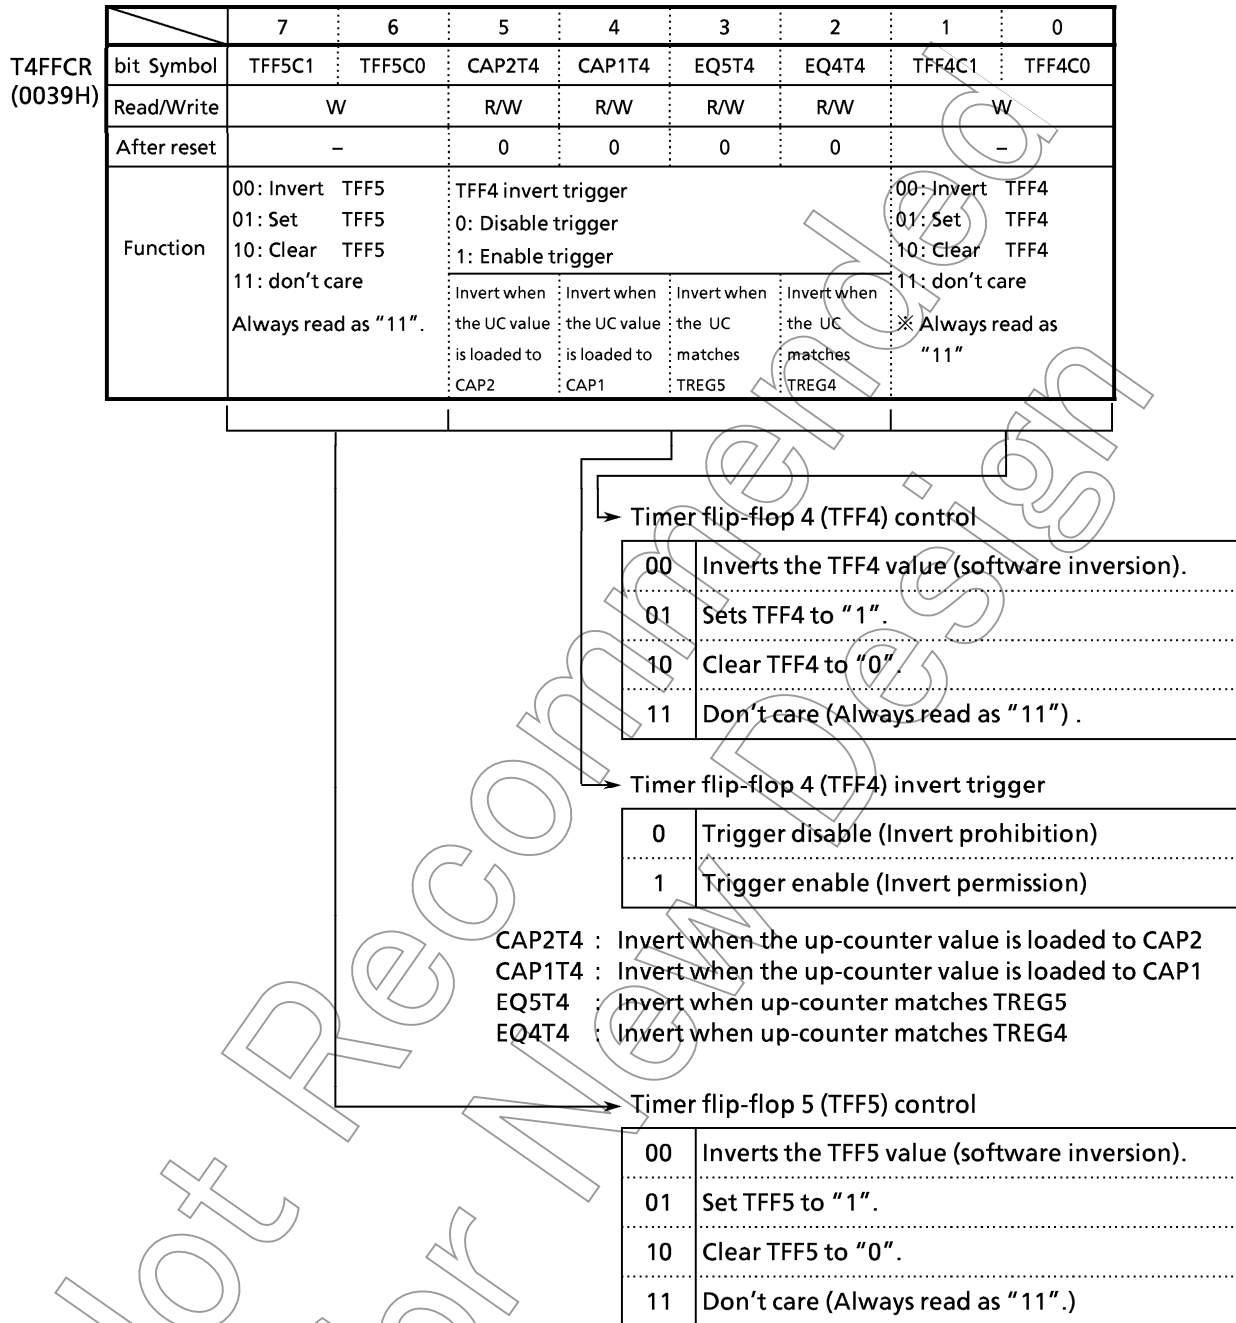 7 6 5 4 3 2 1 0
T4FFCR (0039H)
bit Symbol TFF5C1 TFF5C0 CAP2T4 CAP1T4 EQ5T4 EQ4T4 TFF4C1 TFF4C0
Read/Write W R/W R/W R/W R/W W
After reset – 0 0 0 0 –
Function
00: Invert TFF5
01: Set TFF5
10: Clear TFF5
11: don't care
Always read as "11".
TFF4 invert trigger
0: Disable trigger
1: Enable trigger
Invert when the UC value is loaded to CAP2
Invert when the UC value is loaded to CAP1
Invert when the UC matches TREG5
Invert when the UC matches TREG4
00: Invert TFF4
01: Set TFF4
10: Clear TFF4
11: don't care
※ Always read as "11"
Timer flip-flop 4 (TFF4) control
00 Inverts the TFF4 value (software inversion).
01 Sets TFF4 to "1".
10 Clear TFF4 to "0".
11 Don't care (Always read as "11") .
Timer flip-flop 4 (TFF4) invert trigger
0 Trigger disable (Invert prohibition)
1 Trigger enable (Invert permission)
CAP2T4 : Invert when the up-counter value is loaded to CAP2
CAP1T4 : Invert when the up-counter value is loaded to CAP1
EQ5T4 : Invert when up-counter matches TREG5
EQ4T4 : Invert when up-counter matches TREG4
Timer flip-flop 5 (TFF5) control
00 Inverts the TFF5 value (software inversion).
01 Set TFF5 to "1".
10 Clear TFF5 to "0".
11 Don't care (Always read as "11".)
Not Recommended
for New Design